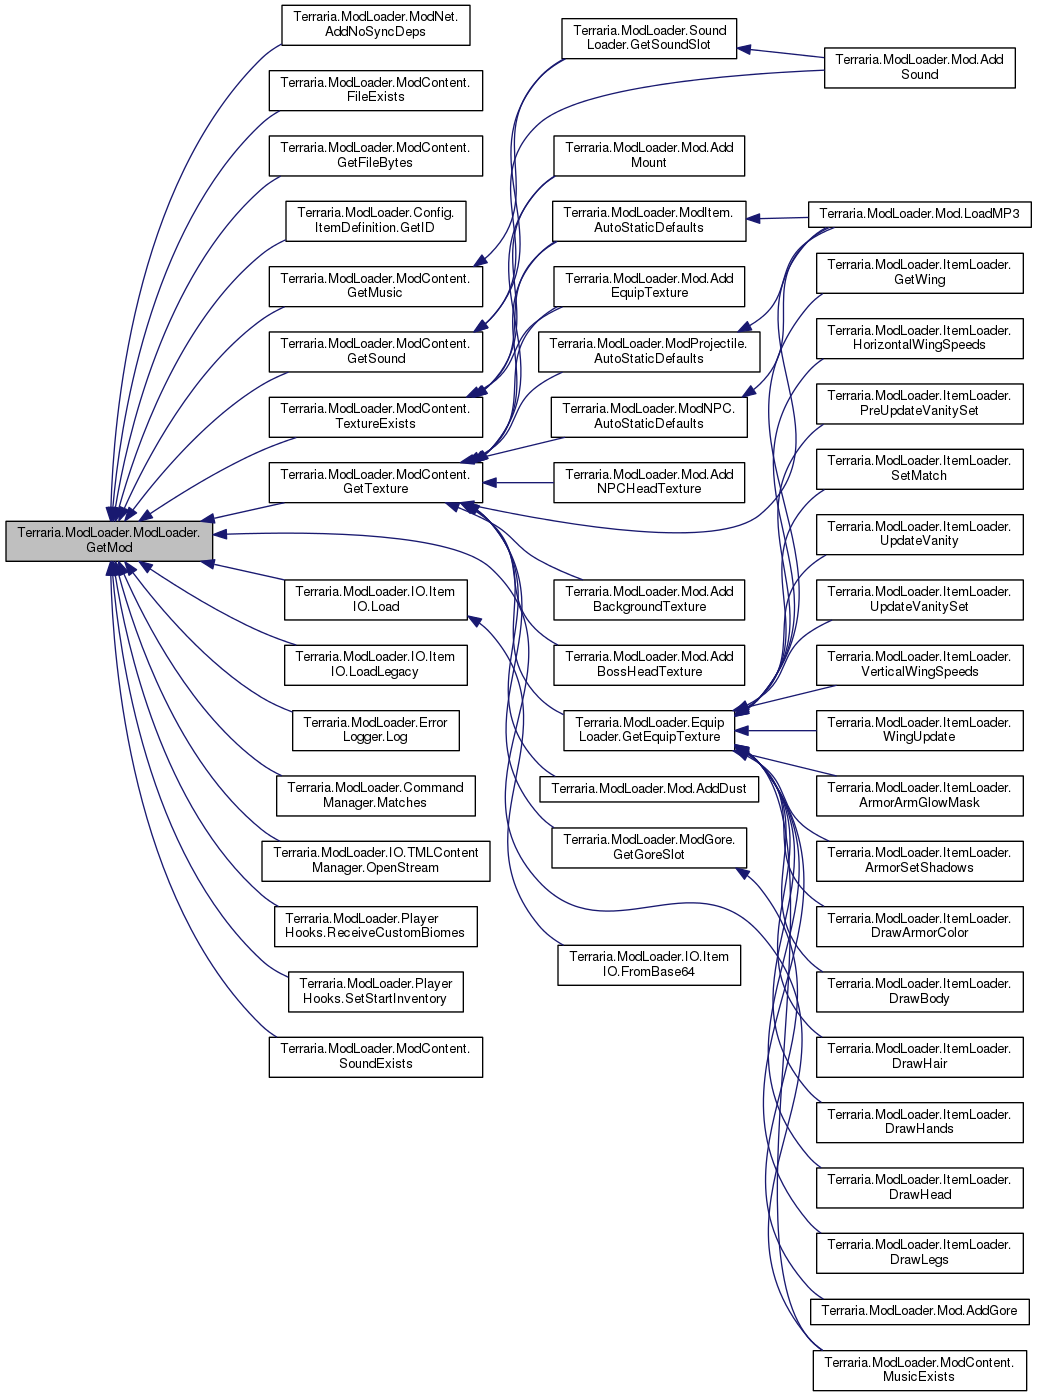 Terraria.ModLoader.ModLoader.
GetMod
Terraria.ModLoader.ModNet.
AddNoSyncDeps
Terraria.ModLoader.ModContent.
FileExists
Terraria.ModLoader.ModContent.
GetFileBytes
Terraria.ModLoader.Config.
ItemDefinition.GetID
Terraria.ModLoader.ModContent.
GetMusic
Terraria.ModLoader.ModContent.
GetSound
Terraria.ModLoader.ModContent.
TextureExists
Terraria.ModLoader.ModContent.
GetTexture
Terraria.ModLoader.IO.Item
IO.Load
Terraria.ModLoader.IO.Item
IO.LoadLegacy
Terraria.ModLoader.Error
Logger.Log
Terraria.ModLoader.Command
Manager.Matches
Terraria.ModLoader.IO.TMLContent
Manager.OpenStream
Terraria.ModLoader.Player
Hooks.ReceiveCustomBiomes
Terraria.ModLoader.Player
Hooks.SetStartInventory
Terraria.ModLoader.ModContent.
SoundExists
Terraria.ModLoader.Sound
Loader.GetSoundSlot
Terraria.ModLoader.Mod.Add
Mount
Terraria.ModLoader.ModItem.
AutoStaticDefaults
Terraria.ModLoader.Mod.Add
EquipTexture
Terraria.ModLoader.ModProjectile.
AutoStaticDefaults
Terraria.ModLoader.ModNPC.
AutoStaticDefaults
Terraria.ModLoader.Mod.Add
NPCHeadTexture
Terraria.ModLoader.Mod.Add
BackgroundTexture
Terraria.ModLoader.Mod.Add
BossHeadTexture
Terraria.ModLoader.Equip
Loader.GetEquipTexture
Terraria.ModLoader.Mod.AddDust
Terraria.ModLoader.ModGore.
GetGoreSlot
Terraria.ModLoader.IO.Item
IO.FromBase64
Terraria.ModLoader.Mod.Add
Sound
Terraria.ModLoader.Mod.LoadMP3
Terraria.ModLoader.ItemLoader.
GetWing
Terraria.ModLoader.ItemLoader.
HorizontalWingSpeeds
Terraria.ModLoader.ItemLoader.
PreUpdateVanitySet
Terraria.ModLoader.ItemLoader.
SetMatch
Terraria.ModLoader.ItemLoader.
UpdateVanity
Terraria.ModLoader.ItemLoader.
UpdateVanitySet
Terraria.ModLoader.ItemLoader.
VerticalWingSpeeds
Terraria.ModLoader.ItemLoader.
WingUpdate
Terraria.ModLoader.ItemLoader.
ArmorArmGlowMask
Terraria.ModLoader.ItemLoader.
ArmorSetShadows
Terraria.ModLoader.ItemLoader.
DrawArmorColor
Terraria.ModLoader.ItemLoader.
DrawBody
Terraria.ModLoader.ItemLoader.
DrawHair
Terraria.ModLoader.ItemLoader.
DrawHands
Terraria.ModLoader.ItemLoader.
DrawHead
Terraria.ModLoader.ItemLoader.
DrawLegs
Terraria.ModLoader.Mod.AddGore
Terraria.ModLoader.ModContent.
MusicExists